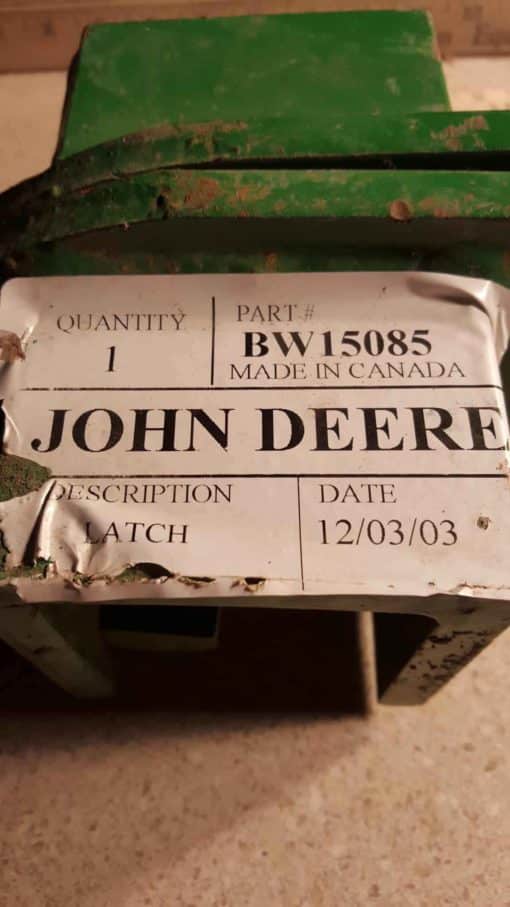 QUANTITY
1
PART #
BW15085
MADE IN CANADA
JOHN DEERE
DESCRIPTION
LATCH
DATE
12/03/03